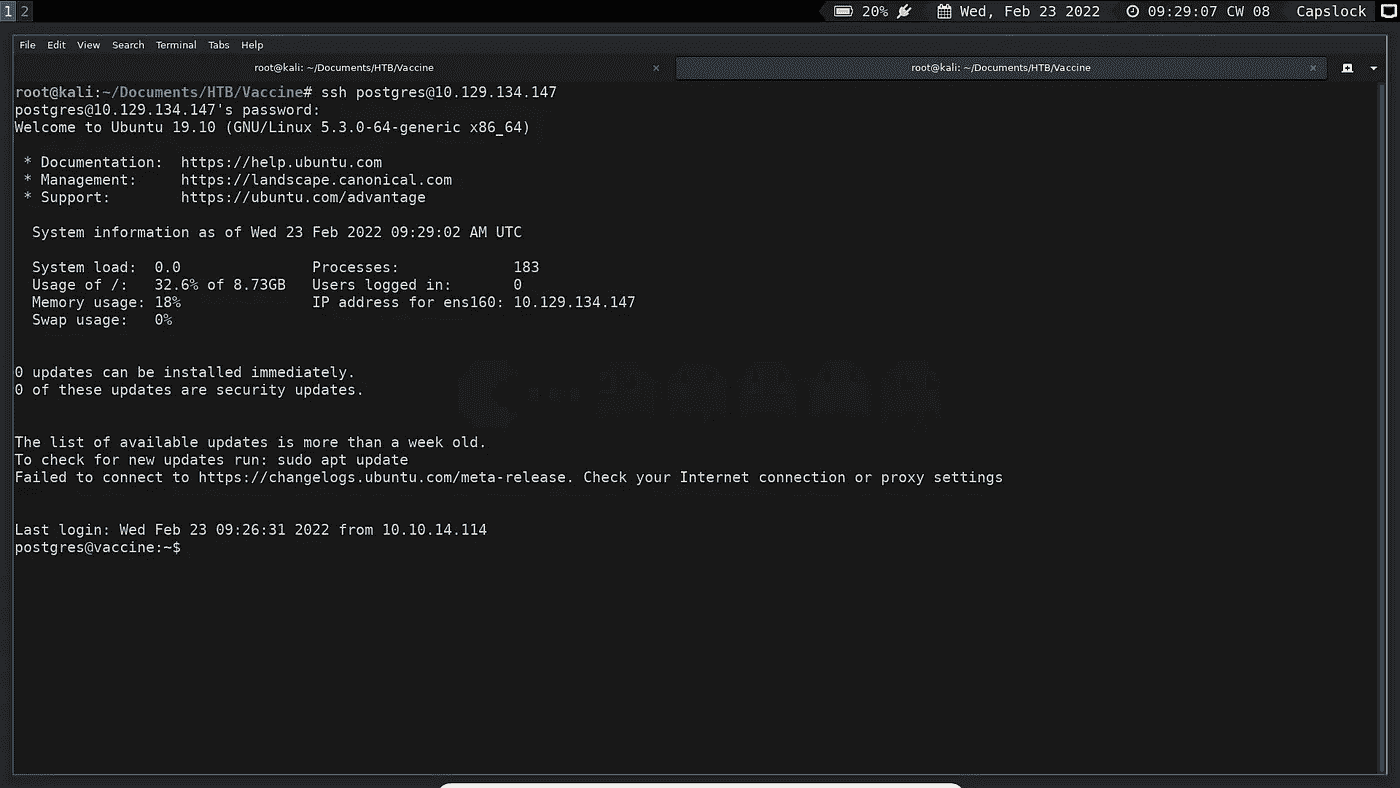 1 2 20% Wed, Feb 23 2022 09:29:07 CW 08 Capslock
File Edit View Search Terminal Tabs Help
root@kali: ~/Documents/HTB/Vaccine × root@kali: ~/Documents/HTB/Vaccine ×
root@kali:~/Documents/HTB/Vaccine# ssh postgres@10.129.134.147
postgres@10.129.134.147's password:
Welcome to Ubuntu 19.10 (GNU/Linux 5.3.0-64-generic x86_64)
* Documentation: https://help.ubuntu.com
* Management: https://landscape.canonical.com
* Support: https://ubuntu.com/advantage
System information as of Wed 23 Feb 2022 09:29:02 AM UTC
System load: 0.0 Processes: 183
Usage of /: 32.6% of 8.73GB Users logged in: 0
Memory usage: 18% IP address for ens160: 10.129.134.147
Swap usage: 0%
0 updates can be installed immediately.
0 of these updates are security updates.
The list of available updates is more than a week old.
To check for new updates run: sudo apt update
Failed to connect to https://changelogs.ubuntu.com/meta-release. Check your Internet connection or proxy settings
Last login: Wed Feb 23 09:26:31 2022 from 10.10.14.114
postgres@vaccine:~$